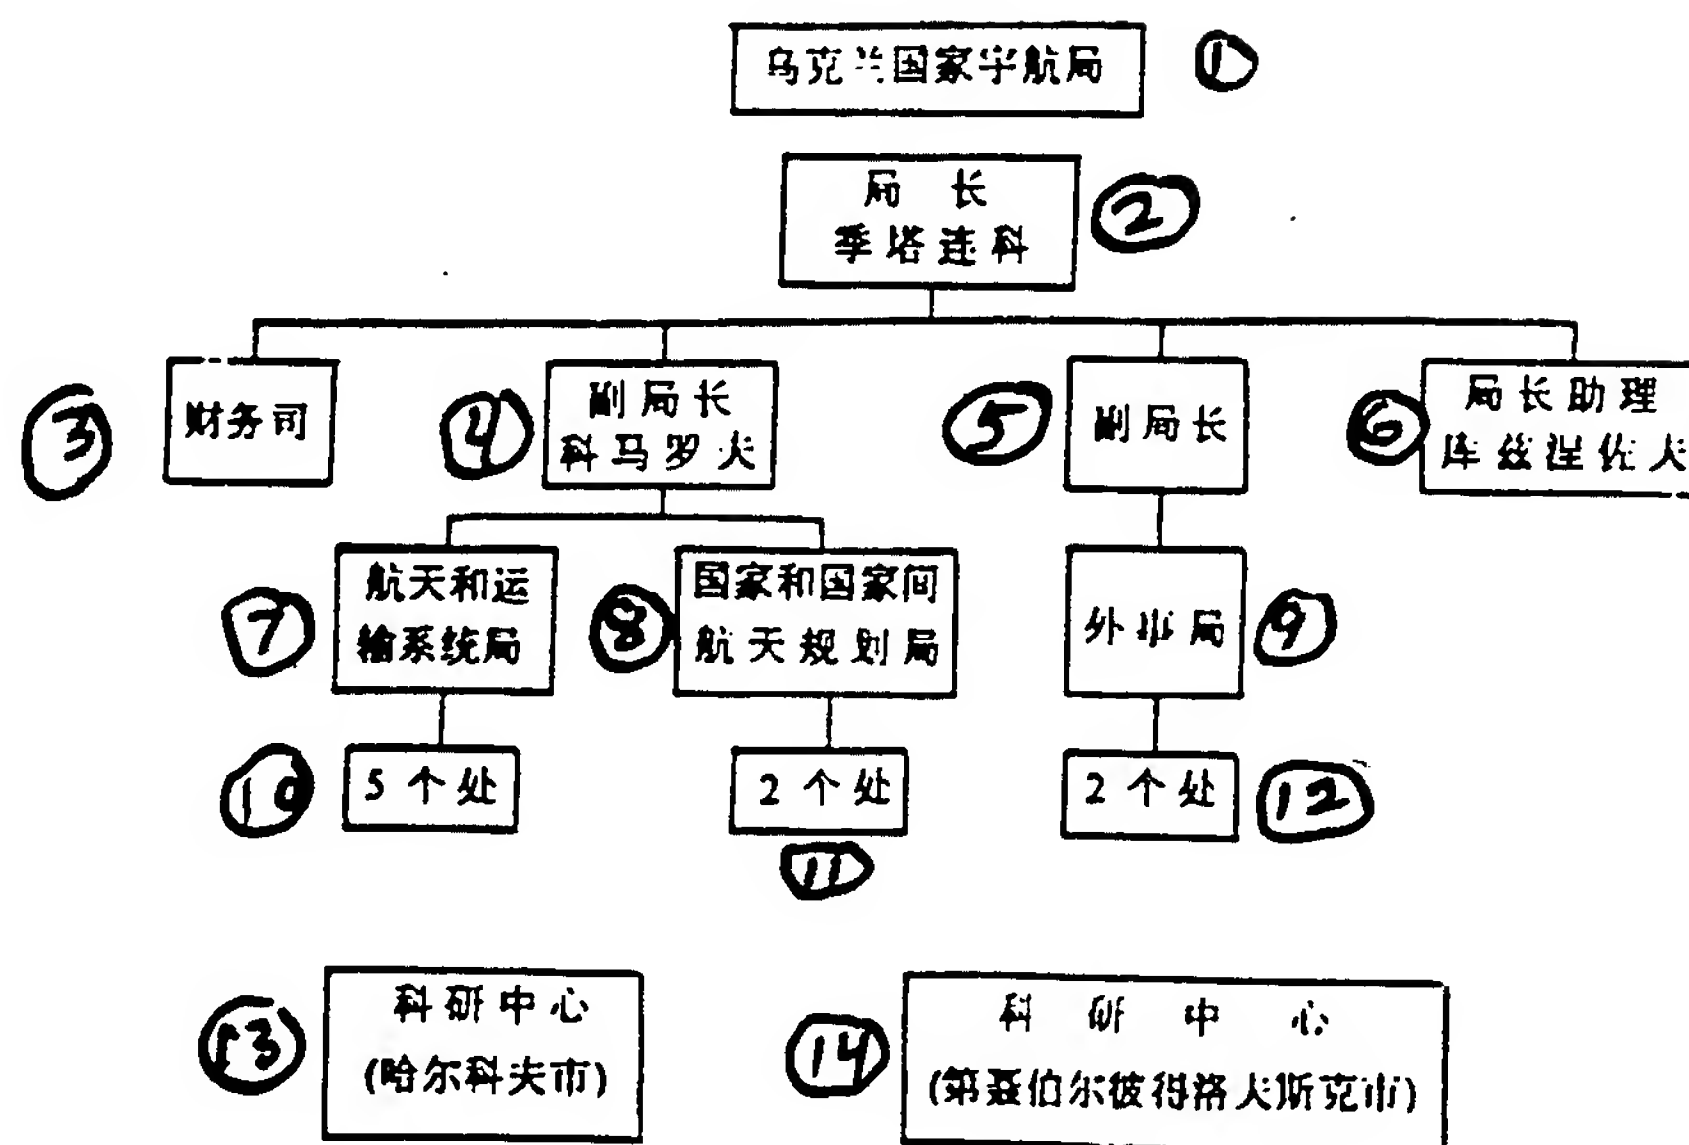 乌克兰国家宇航局 ①
局 长
季塔连科 ②
③ 财务司
④ 副局长
科马罗夫
⑤ 副局长
⑥ 局长助理
库兹涅佐夫
⑦ 航天和运
输系统局
⑧ 国家和国家间
航天规划局
外事局 ⑨
⑩ 5个处
2个处
⑪
2个处 ⑫
⑬ 科研中心
(哈尔科夫市)
⑭ 科研中心
(第聂伯尔彼得洛夫斯克市)